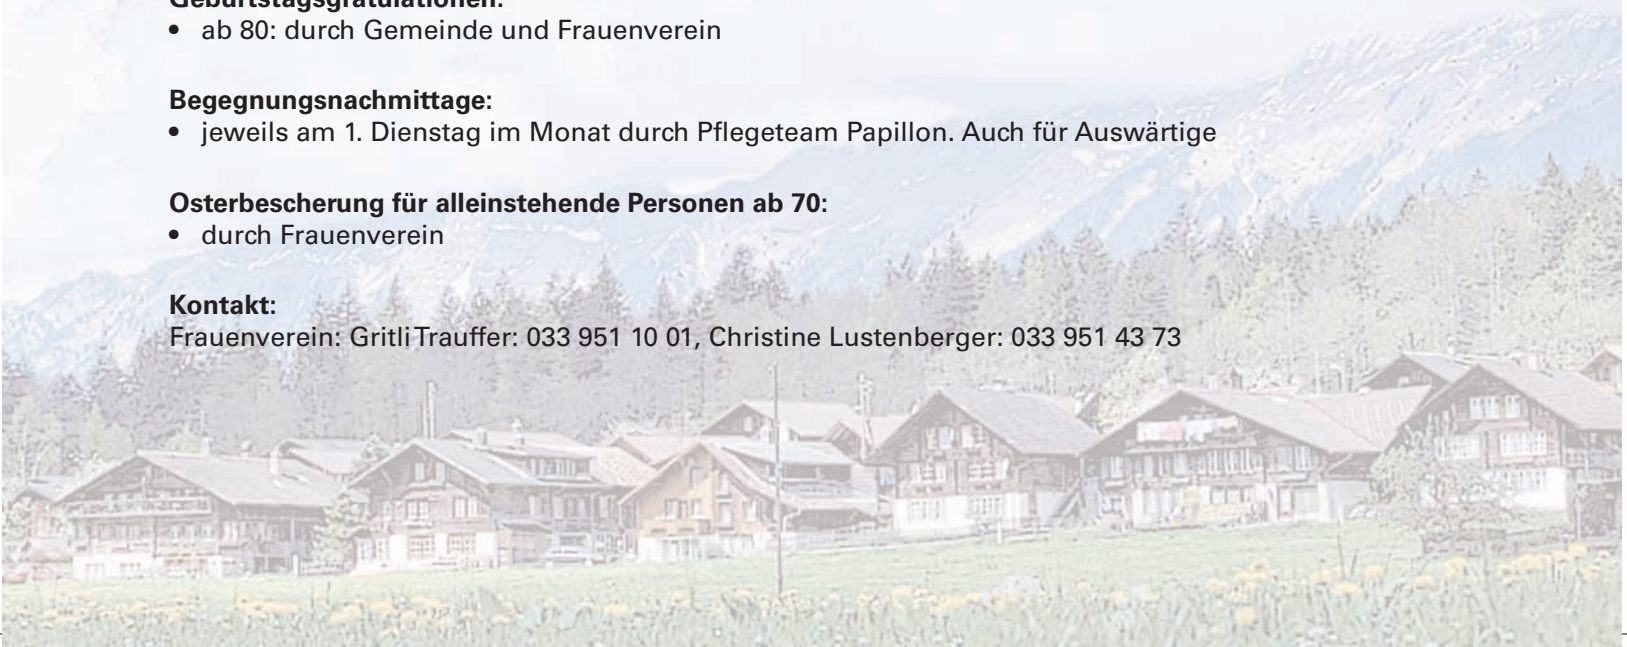 Geburtstagsgratulationen:
• ab 80: durch Gemeinde und Frauenverein
Begegnungsnachmittage:
• jeweils am 1. Dienstag im Monat durch Pflegeteam Papillon. Auch für Auswärtige
Osterbescherung für alleinstehende Personen ab 70:
• durch Frauenverein
Kontakt:
Frauenverein: Gritli Trauffer: 033 951 10 01, Christine Lustenberger: 033 951 43 73